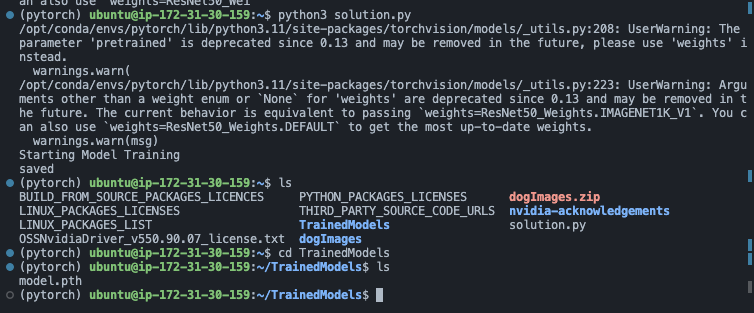 an also use `weights=ResNet50_Wei
(pytorch) ubuntu@ip-172-31-30-159:~$ python3 solution.py
/opt/conda/envs/pytorch/lib/python3.11/site-packages/torchvision/models/_utils.py:208: UserWarning: The
parameter 'pretrained' is deprecated since 0.13 and may be removed in the future, please use 'weights' i
nstead.
  warnings.warn(
/opt/conda/envs/pytorch/lib/python3.11/site-packages/torchvision/models/_utils.py:223: UserWarning: Argu
ments other than a weight enum or `None` for 'weights' are deprecated since 0.13 and may be removed in t
he future. The current behavior is equivalent to passing `weights=ResNet50_Weights.IMAGENET1K_V1`. You c
an also use `weights=ResNet50_Weights.DEFAULT` to get the most up-to-date weights.
  warnings.warn(msg)
Starting Model Training
saved
(pytorch) ubuntu@ip-172-31-30-159:~$ ls
BUILD_FROM_SOURCE_PACKAGES_LICENCES PYTHON_PACKAGES_LICENSES dogImages.zip
LINUX_PACKAGES_LICENSES THIRD_PARTY_SOURCE_CODE_URLS nvidia-acknowledgements
LINUX_PACKAGES_LIST TrainedModels solution.py
OSSNvidiaDriver_v550.90.07_license.txt dogImages
(pytorch) ubuntu@ip-172-31-30-159:~$ cd TrainedModels
(pytorch) ubuntu@ip-172-31-30-159:~/TrainedModels$ ls
model.pth
(pytorch) ubuntu@ip-172-31-30-159:~/TrainedModels$